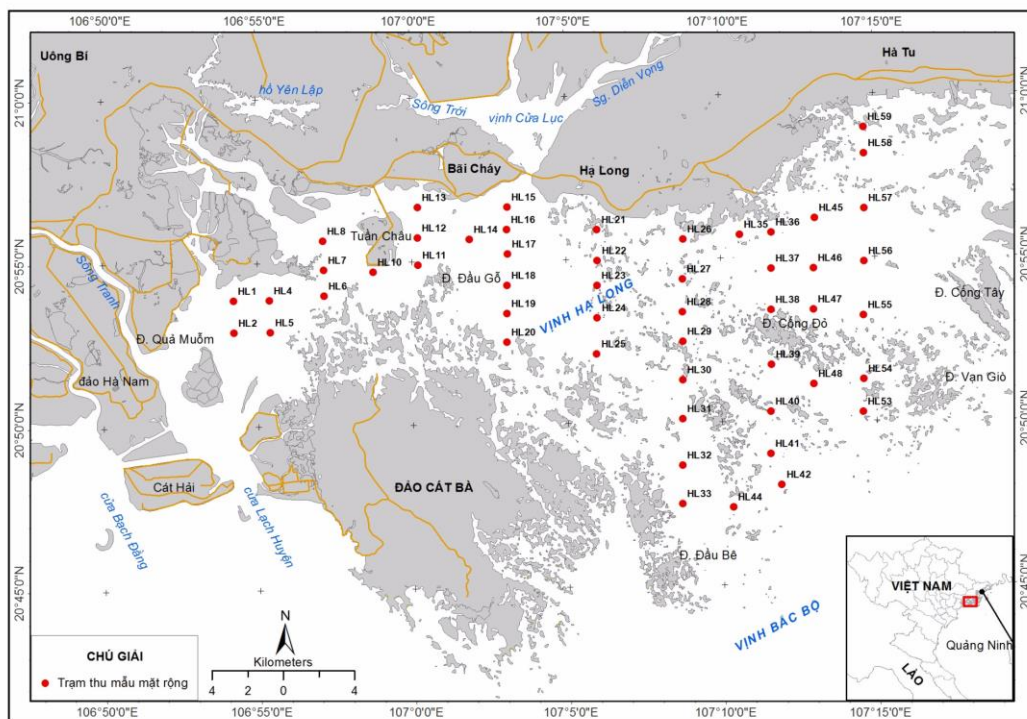 106°50'0"E 106°55'0"E 107°0'0"E 107°5'0"E 107°10'0"E 107°15'0"E
Uông Bí
Hà Tu
hồ Yên Lập
Sông Trới
vịnh Cửa Lục
Sg. Diễn Vọng
21°0'0"N
21°0'0"N
HL59
HL58
Bãi Cháy
Hạ Long
HL13
HL15
HL57
HL45
HL16
HL21
HL35
HL36
HL8
Tuần Châu
HL12
HL14
HL26
HL17
HL22
HL56
20°55'0"N
HL7
HL10
HL11
HL37
HL46
20°55'0"N
Sông Tranh
Đ. Đầu Gỗ
HL18
HL23
HL27
HL6
VỊNH HẠ LONG
Đ. Cống Tây
HL1
HL4
HL19
HL24
HL28
HL38
HL47
HL55
Đ. Cống Đỏ
HL2
HL5
Đ. Quả Muỗm
HL20
HL29
HL25
HL39
đảo Hà Nam
HL30
HL48
HL54
Đ. Vạn Giò
20°50'0"N
HL31
HL40
HL53
20°50'0"N
HL41
HL32
Cát Hải
ĐẢO CÁT BÀ
HL42
cửa Bạch Đằng
cửa Lạch Huyện
HL33
HL44
Đ. Đầu Bê
20°45'0"N
20°45'0"N
VỊNH BẮC BỘ
VIỆT NAM
Quảng Ninh
LÀO
N
Kilometers
4 2 0 4
CHÚ GIẢI
Trạm thu mẫu mặt rộng
106°50'0"E 106°55'0"E 107°0'0"E 107°5'0"E 107°10'0"E 107°15'0"E